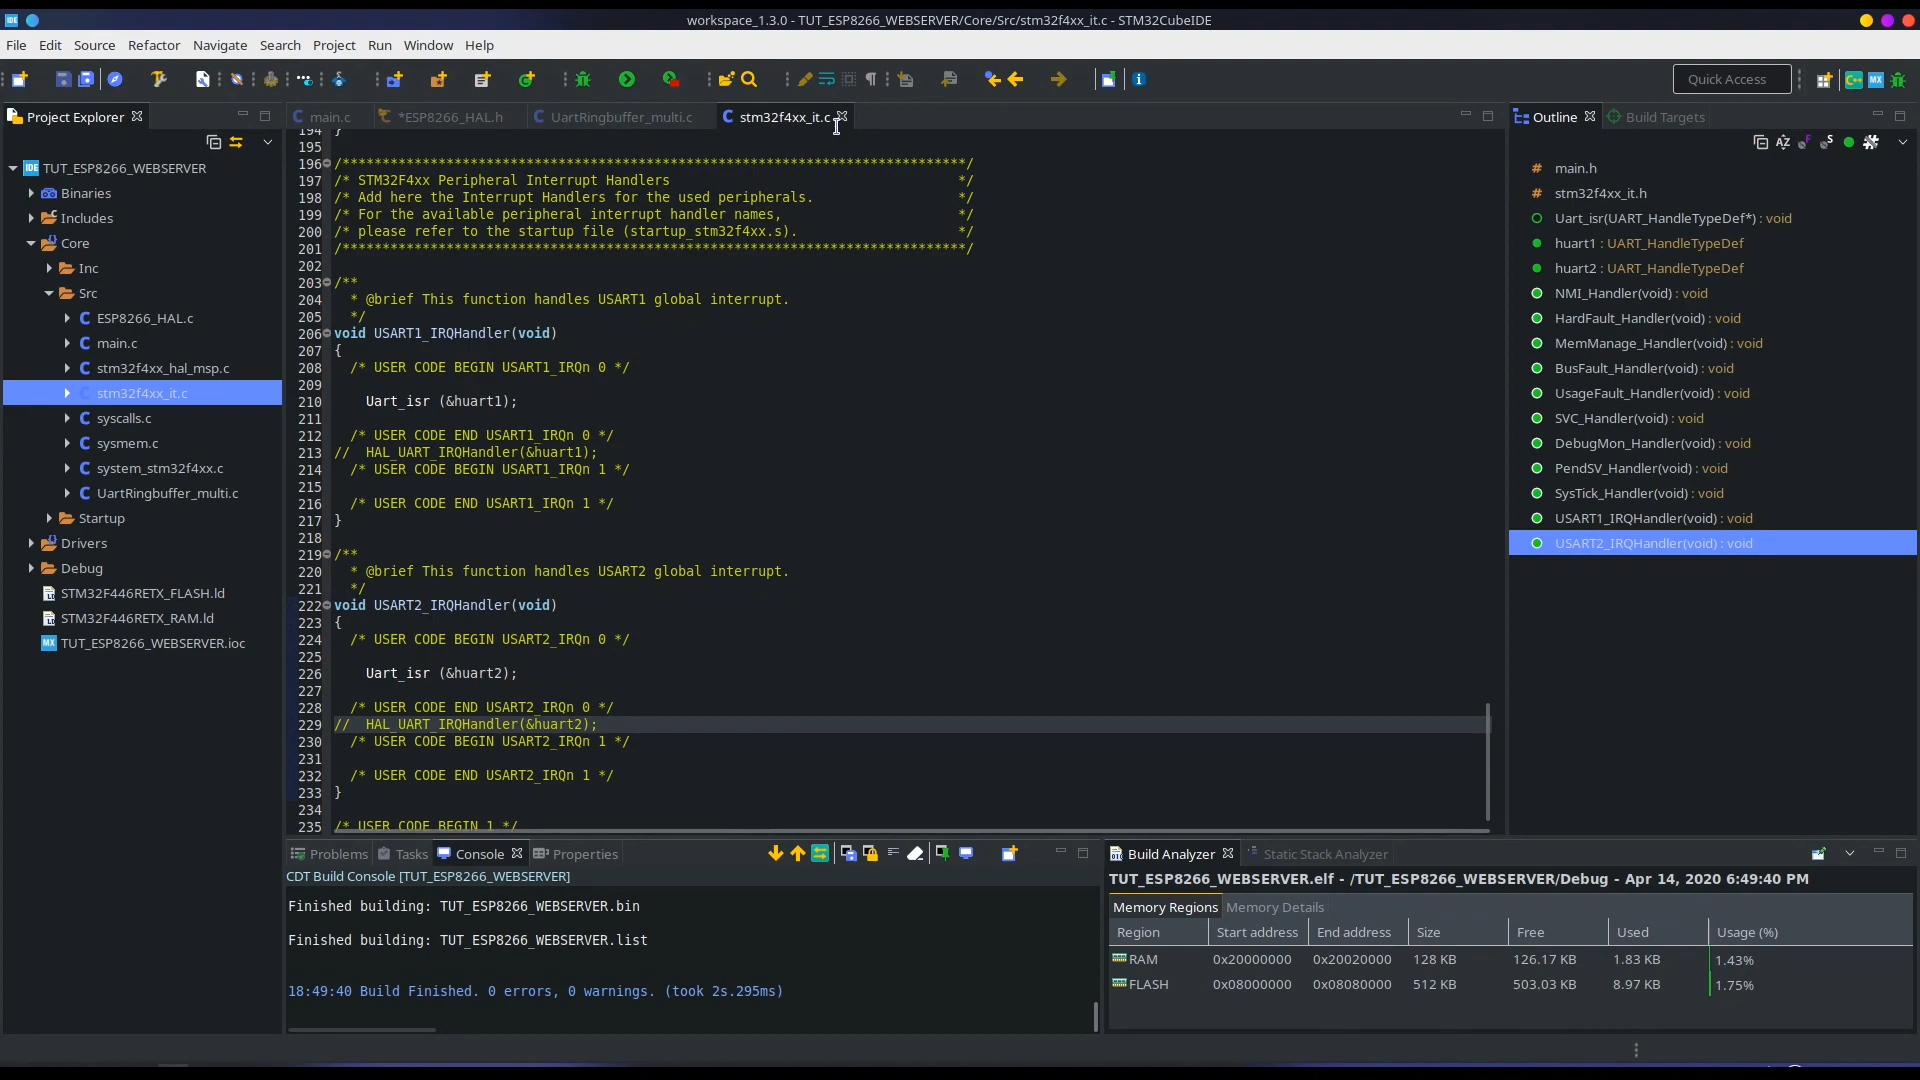 workspace_1.3.0 - TUT_ESP8266_WEBSERVER/Core/Src/stm32f4xx_it.c - STM32CubeIDE
File Edit Source Refactor Navigate Search Project Run Window Help
Quick Access
Project Explorer
TUT_ESP8266_WEBSERVER
Binaries
Includes
Core
Inc
Src
ESP8266_HAL.c
main.c
stm32f4xx_hal_msp.c
stm32f4xx_it.c
syscalls.c
sysmem.c
system_stm32f4xx.c
UartRingbuffer_multi.c
Startup
Drivers
Debug
STM32F446RETX_FLASH.ld
STM32F446RETX_RAM.ld
TUT_ESP8266_WEBSERVER.ioc
main.c *ESP8266_HAL.h UartRingbuffer_multi.c stm32f4xx_it.c
194 }
195
196 /******************************************************************************/
197 /* STM32F4xx Peripheral Interrupt Handlers                                    */
198 /* Add here the Interrupt Handlers for the used peripherals.                  */
199 /* For the available peripheral interrupt handler names,                      */
200 /* please refer to the startup file (startup_stm32f4xx.s).                    */
201 /******************************************************************************/
202
203 /**
204   * @brief This function handles USART1 global interrupt.
205   */
206 void USART1_IRQHandler(void)
207 {
208   /* USER CODE BEGIN USART1_IRQn 0 */
209
210     Uart_isr (&huart1);
211
212   /* USER CODE END USART1_IRQn 0 */
213 //  HAL_UART_IRQHandler(&huart1);
214   /* USER CODE BEGIN USART1_IRQn 1 */
215
216   /* USER CODE END USART1_IRQn 1 */
217 }
218
219 /**
220   * @brief This function handles USART2 global interrupt.
221   */
222 void USART2_IRQHandler(void)
223 {
224   /* USER CODE BEGIN USART2_IRQn 0 */
225
226     Uart_isr (&huart2);
227
228   /* USER CODE END USART2_IRQn 0 */
229 //  HAL_UART_IRQHandler(&huart2);
230   /* USER CODE BEGIN USART2_IRQn 1 */
231
232   /* USER CODE END USART2_IRQn 1 */
233 }
234
235 /* USER CODE BEGIN 1 */
Outline Build Targets
main.h
stm32f4xx_it.h
Uart_isr(UART_HandleTypeDef*) : void
huart1 : UART_HandleTypeDef
huart2 : UART_HandleTypeDef
NMI_Handler(void) : void
HardFault_Handler(void) : void
MemManage_Handler(void) : void
BusFault_Handler(void) : void
UsageFault_Handler(void) : void
SVC_Handler(void) : void
DebugMon_Handler(void) : void
PendSV_Handler(void) : void
SysTick_Handler(void) : void
USART1_IRQHandler(void) : void
USART2_IRQHandler(void) : void
Problems Tasks Console Properties
CDT Build Console [TUT_ESP8266_WEBSERVER]
Finished building: TUT_ESP8266_WEBSERVER.bin
Finished building: TUT_ESP8266_WEBSERVER.list
18:49:40 Build Finished. 0 errors, 0 warnings. (took 2s.295ms)
Build Analyzer Static Stack Analyzer
TUT_ESP8266_WEBSERVER.elf - /TUT_ESP8266_WEBSERVER/Debug - Apr 14, 2020 6:49:40 PM
Memory Regions Memory Details
Region Start address End address Size Free Used Usage (%)
RAM 0x20000000 0x20020000 128 KB 126.17 KB 1.83 KB 1.43%
FLASH 0x08000000 0x08080000 512 KB 503.03 KB 8.97 KB 1.75%